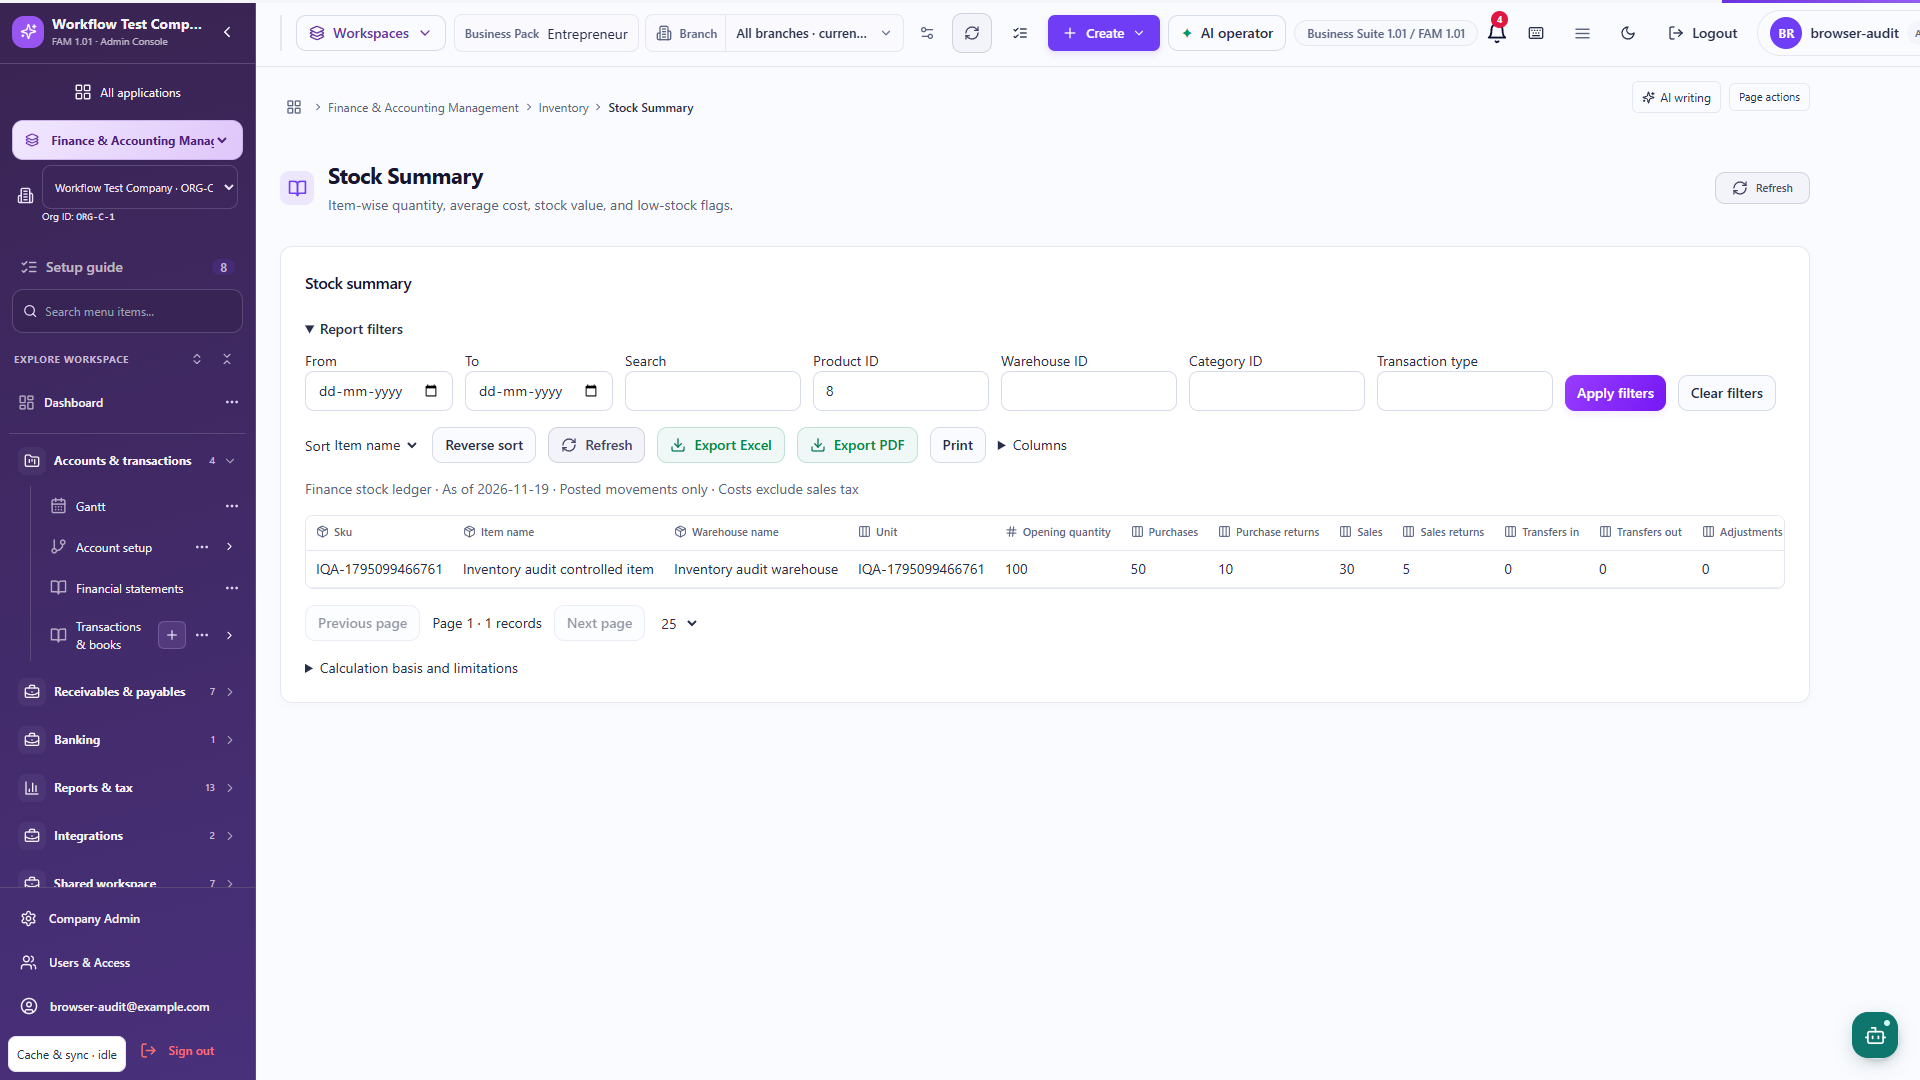 Workflow Test Comp...
FAM 1.01 · Admin Console
All applications
Finance & Accounting Manag
Workflow Test Company · ORG-C
Org ID: ORG-C-1
Setup guide 8
Search menu items...
EXPLORE WORKSPACE
Dashboard
Accounts & transactions 4
Gantt
Account setup
Financial statements
Transactions
& books
Receivables & payables 7
Banking 1
Reports & tax 13
Integrations 2
Shared workspace 7
Company Admin
Users & Access
browser-audit@example.com
Cache & sync · idle
Sign out
Workspaces
Business Pack Entrepreneur
Branch All branches · curren...
Create
AI operator
Business Suite 1.01 / FAM 1.01
4
Logout
BR browser-audit
Finance & Accounting Management > Inventory > Stock Summary
AI writing
Page actions
Stock Summary
Item-wise quantity, average cost, stock value, and low-stock flags.
Refresh
Stock summary
Report filters
From To Search Product ID Warehouse ID Category ID Transaction type
dd-mm-yyyy dd-mm-yyyy 8 Apply filters Clear filters
Sort Item name Reverse sort Refresh Export Excel Export PDF Print Columns
Finance stock ledger · As of 2026-11-19 · Posted movements only · Costs exclude sales tax
Sku Item name Warehouse name Unit Opening quantity Purchases Purchase returns Sales Sales returns Transfers in Transfers out Adjustments
IQA-1795099466761 Inventory audit controlled item Inventory audit warehouse IQA-1795099466761 100 50 10 30 5 0 0 0
Previous page Page 1 · 1 records Next page 25
Calculation basis and limitations